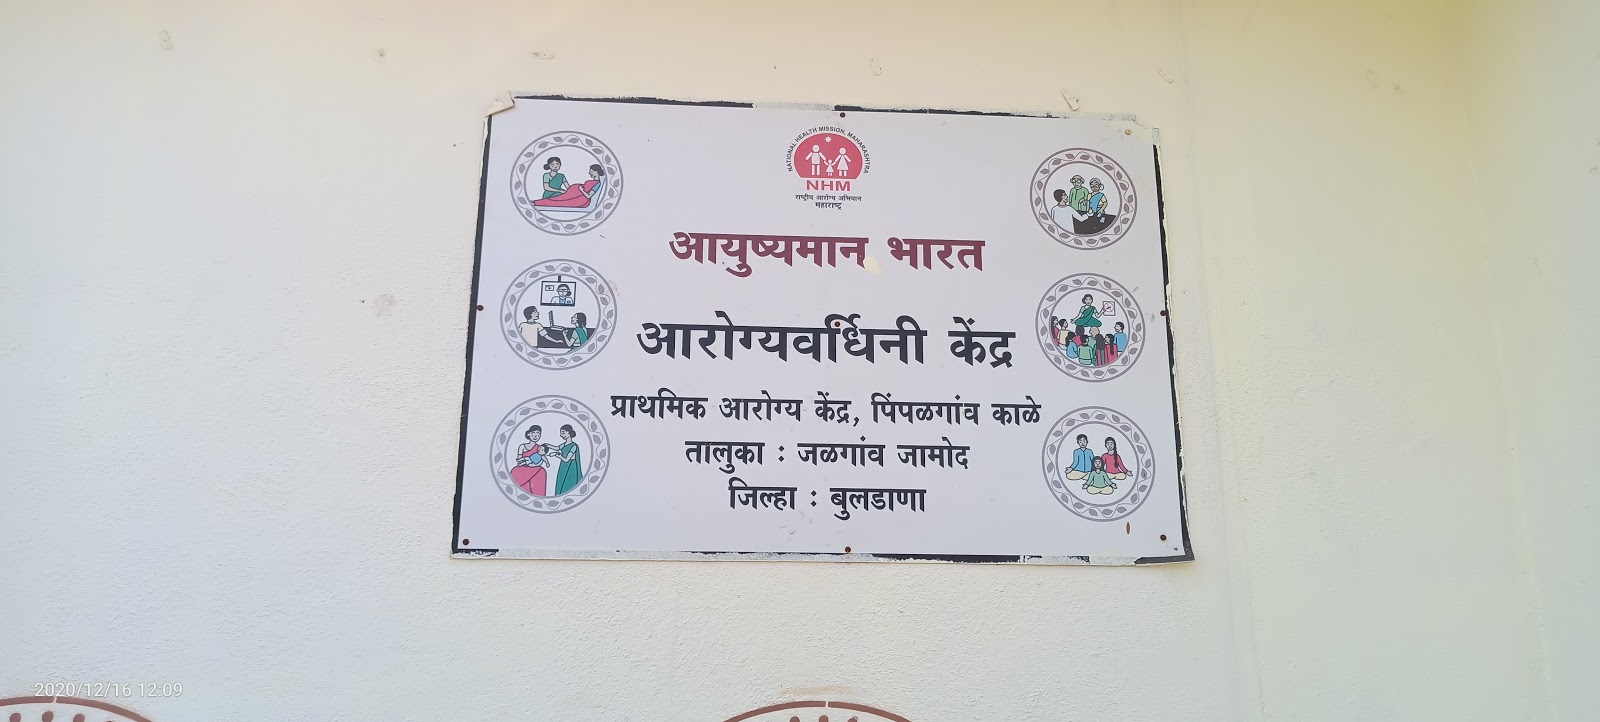 NATIONAL HEALTH MISSION, MAHARASHTRA
NHM
राष्ट्रीय आरोग्य अभियान
महाराष्ट्र
आयुष्यमान भारत
आरोग्यवर्धिनी केंद्र
प्राथमिक आरोग्य केंद्र, पिंपळगांव काळे
तालुका : जळगांव जामोद
जिल्हा : बुलडाणा
2020/12/16 12:09